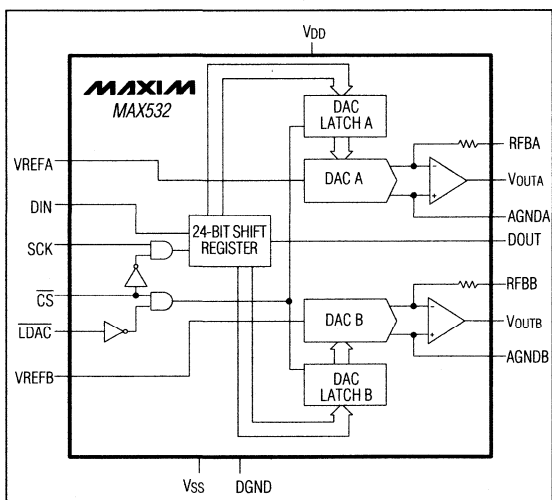 VDD
MAXIM
MAX532
DAC
LATCH A
RFBA
VREFA
DAC A
VOUTA
DIN
AGNDA
24-BIT SHIFT
REGISTER
DOUT
SCK
RFBB
CS
DAC B
VOUTB
LDAC
AGNDB
VREFB
DAC
LATCH B
VSS
DGND